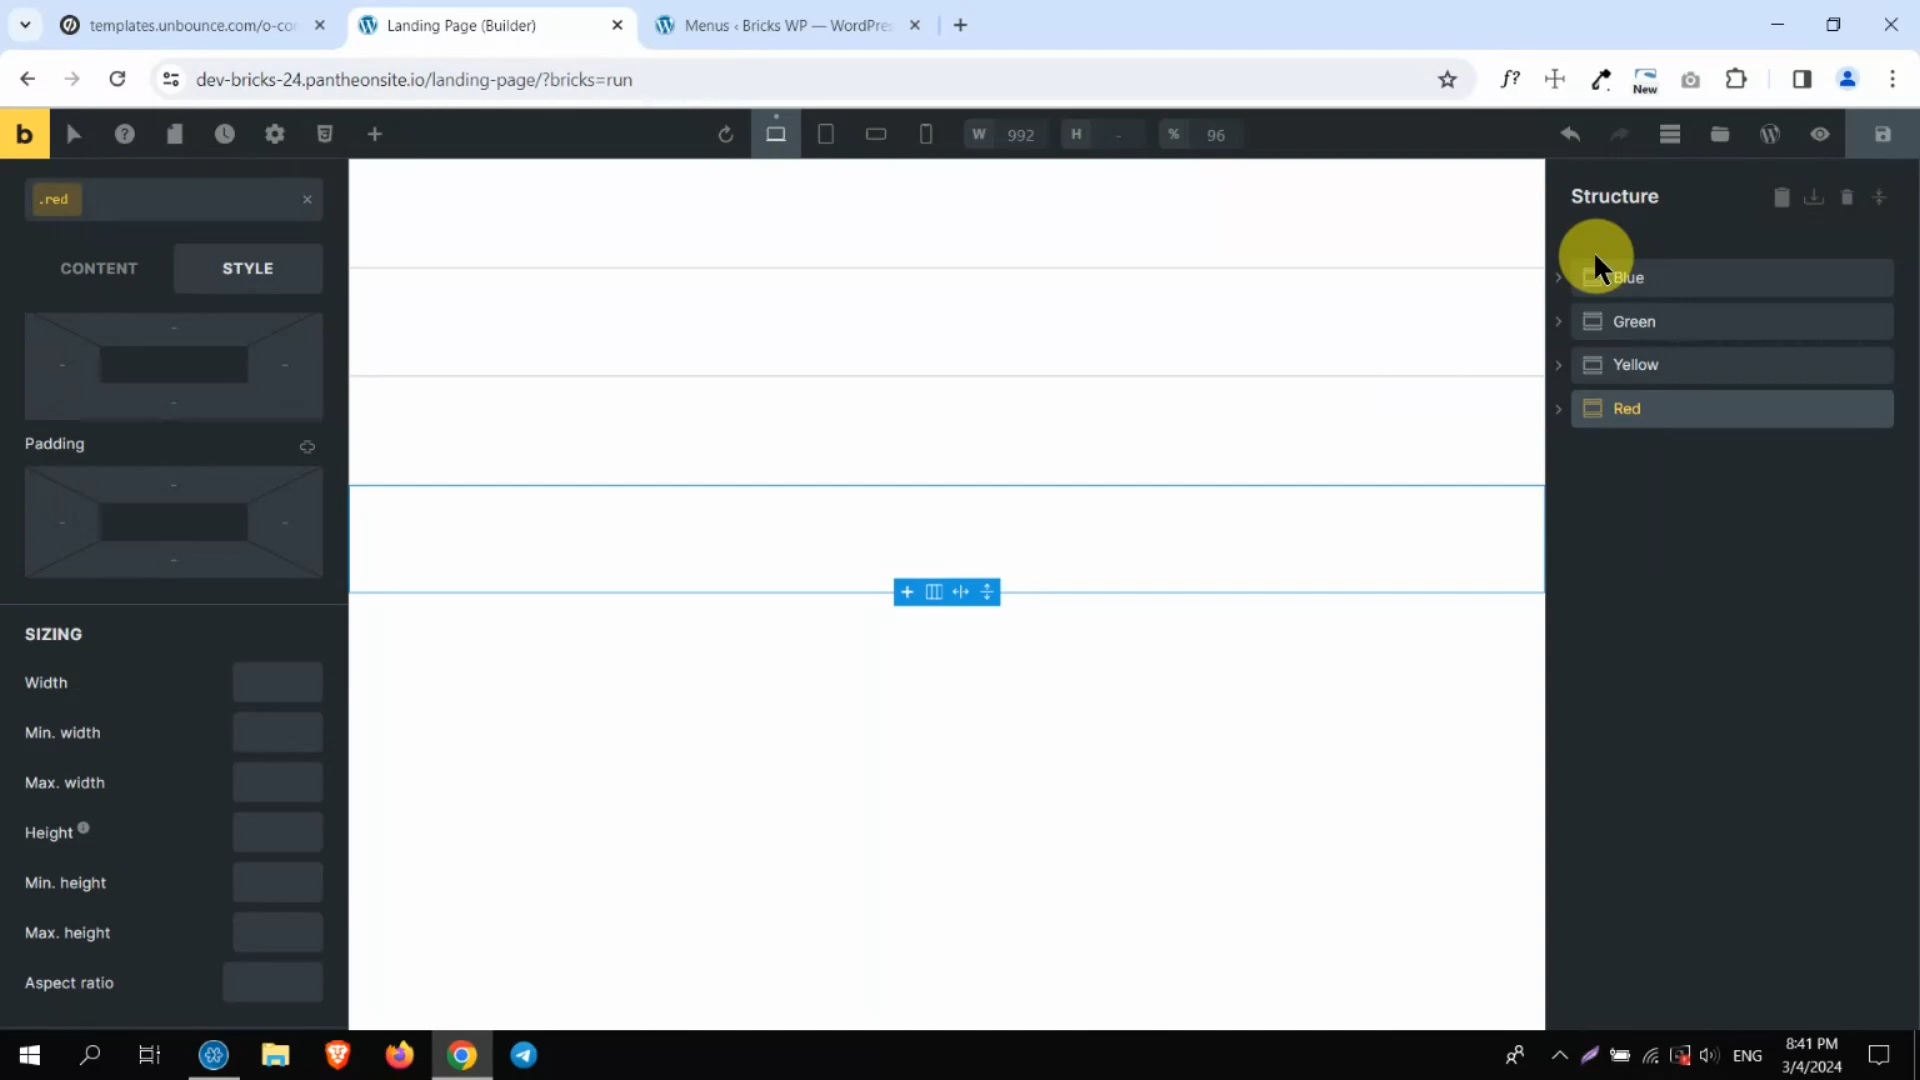 templates.unbounce.com/o-co
Landing Page (Builder)
Menus ‹ Bricks WP — WordPre
dev-bricks-24.pantheonsite.io/landing-page/?bricks=run
f?
New
b
W 992 H - % 96
.red
CONTENT
STYLE
Padding
SIZING
Width
Min. width
Max. width
Height
Min. height
Max. height
Aspect ratio
Structure
Blue
Green
Yellow
Red
ENG
8:41 PM
3/4/2024